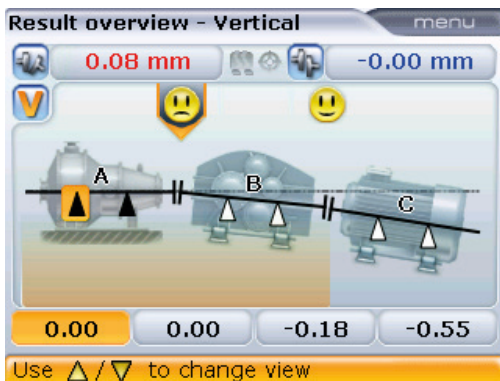 Result overview - Vertical menu
0.08 mm -0.00 mm
V
A B C
0.00 0.00 -0.18 -0.55
Use △/▽ to change view